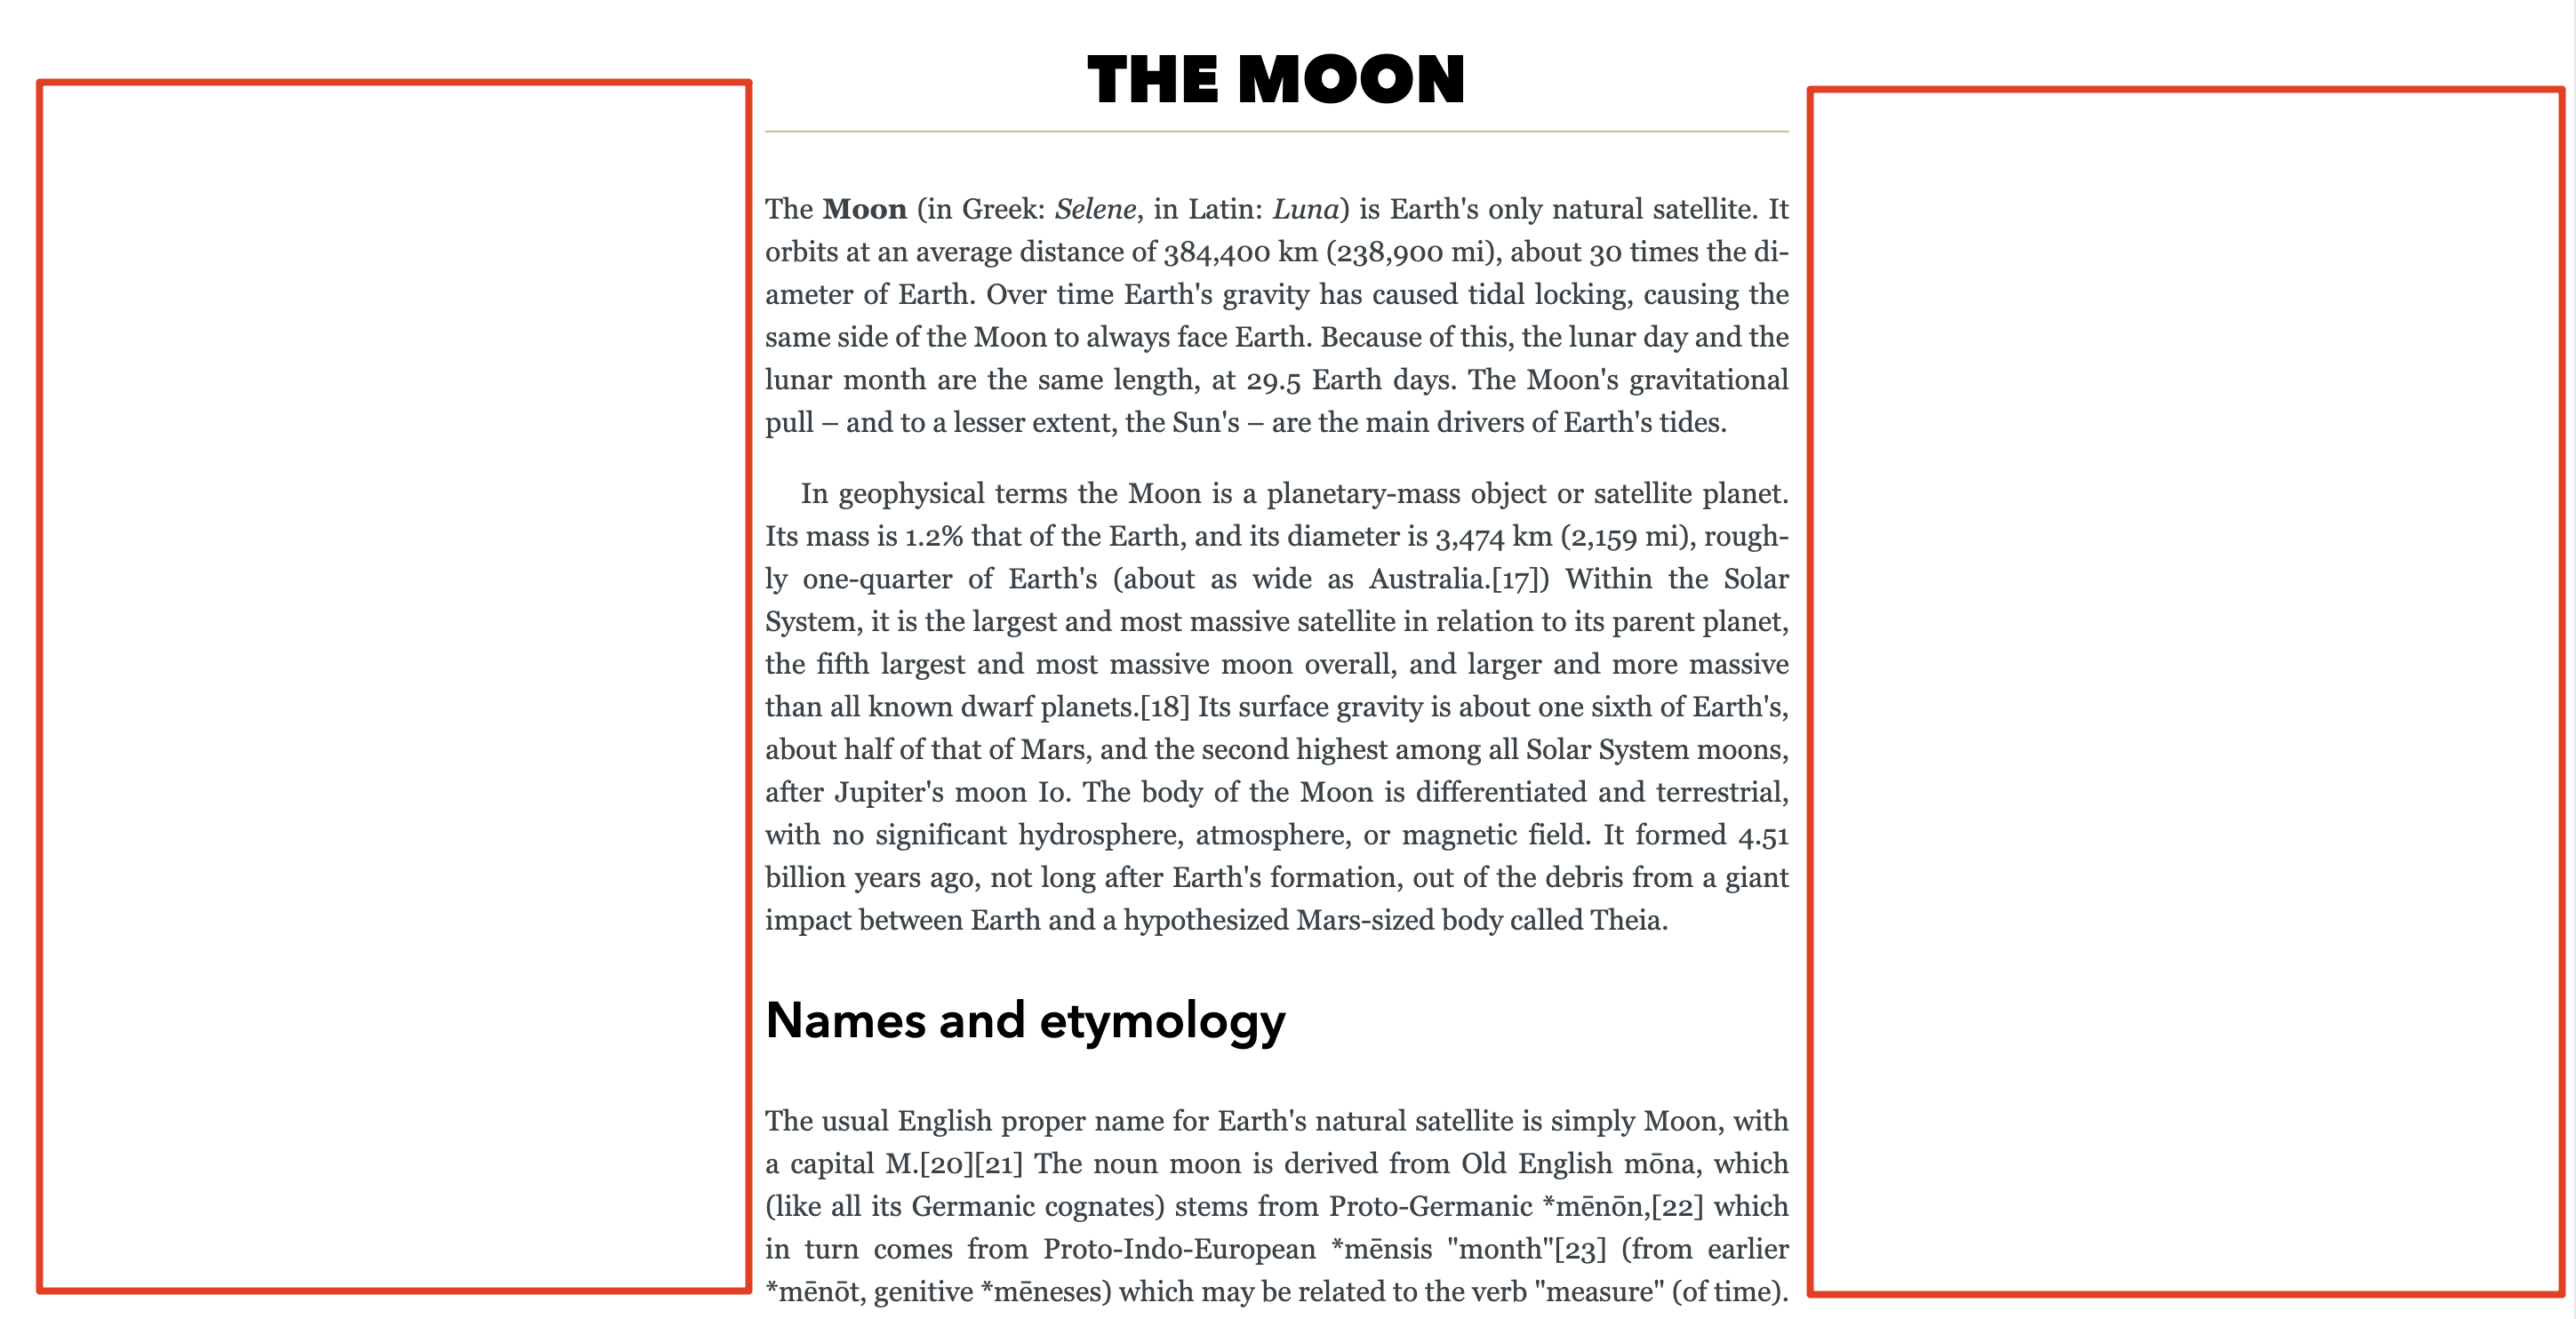 THE MOON
The Moon (in Greek: Selene, in Latin: Luna) is Earth's only natural satellite. It
orbits at an average distance of 384,400 km (238,900 mi), about 30 times the di-
ameter of Earth. Over time Earth's gravity has caused tidal locking, causing the
same side of the Moon to always face Earth. Because of this, the lunar day and the
lunar month are the same length, at 29.5 Earth days. The Moon's gravitational
pull – and to a lesser extent, the Sun's – are the main drivers of Earth's tides.
In geophysical terms the Moon is a planetary-mass object or satellite planet.
Its mass is 1.2% that of the Earth, and its diameter is 3,474 km (2,159 mi), rough-
ly one-quarter of Earth's (about as wide as Australia.[17]) Within the Solar
System, it is the largest and most massive satellite in relation to its parent planet,
the fifth largest and most massive moon overall, and larger and more massive
than all known dwarf planets.[18] Its surface gravity is about one sixth of Earth's,
about half of that of Mars, and the second highest among all Solar System moons,
after Jupiter's moon Io. The body of the Moon is differentiated and terrestrial,
with no significant hydrosphere, atmosphere, or magnetic field. It formed 4.51
billion years ago, not long after Earth's formation, out of the debris from a giant
impact between Earth and a hypothesized Mars-sized body called Theia.
Names and etymology
The usual English proper name for Earth's natural satellite is simply Moon, with
a capital M.[20][21] The noun moon is derived from Old English mōna, which
(like all its Germanic cognates) stems from Proto-Germanic *mēnōn,[22] which
in turn comes from Proto-Indo-European *mēnsis "month"[23] (from earlier
*mēnōt, genitive *mēneses) which may be related to the verb "measure" (of time).